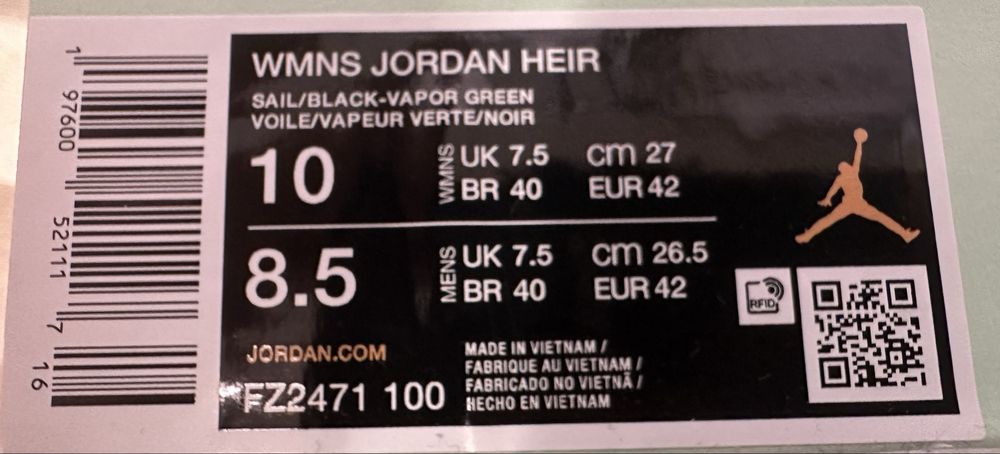 WMNS JORDAN HEIR
SAIL/BLACK-VAPOR GREEN
VOILE/VAPEUR VERTE/NOIR
10
WMNS
UK 7.5 cm 27
BR 40 EUR 42
8.5
MENS
UK 7.5 cm 26.5
BR 40 EUR 42
JORDAN.COM
FZ2471 100
MADE IN VIETNAM /
FABRIQUE AU VIETNAM /
FABRICADO NO VIETNÃ /
HECHO EN VIETNAM
RFID
1 97600 52111 7 16